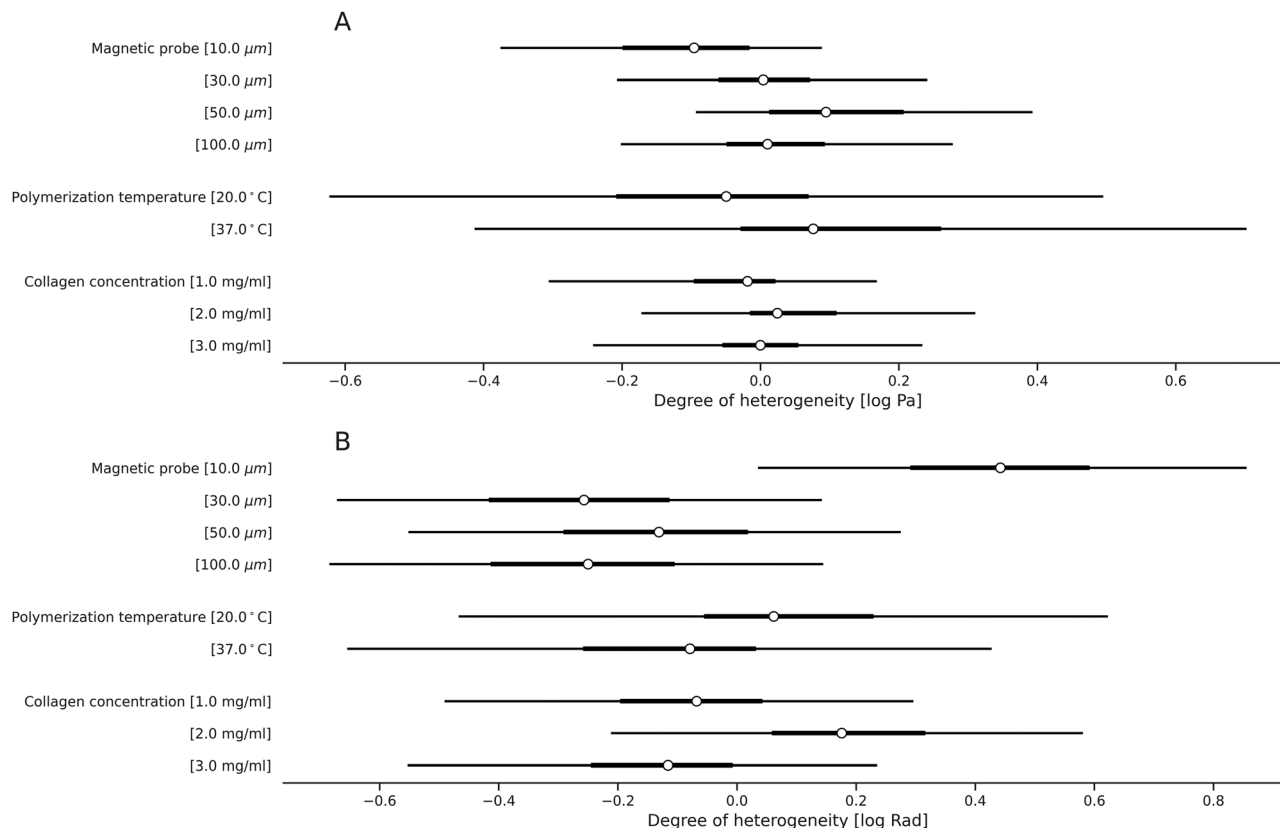 A
Magnetic probe [10.0 μm]
[30.0 μm]
[50.0 μm]
[100.0 μm]
Polymerization temperature [20.0°C]
[37.0°C]
Collagen concentration [1.0 mg/ml]
[2.0 mg/ml]
[3.0 mg/ml]
−0.6 −0.4 −0.2 0.0 0.2 0.4 0.6
Degree of heterogeneity [log Pa]
B
Magnetic probe [10.0 μm]
[30.0 μm]
[50.0 μm]
[100.0 μm]
Polymerization temperature [20.0°C]
[37.0°C]
Collagen concentration [1.0 mg/ml]
[2.0 mg/ml]
[3.0 mg/ml]
−0.6 −0.4 −0.2 0.0 0.2 0.4 0.6 0.8
Degree of heterogeneity [log Rad]